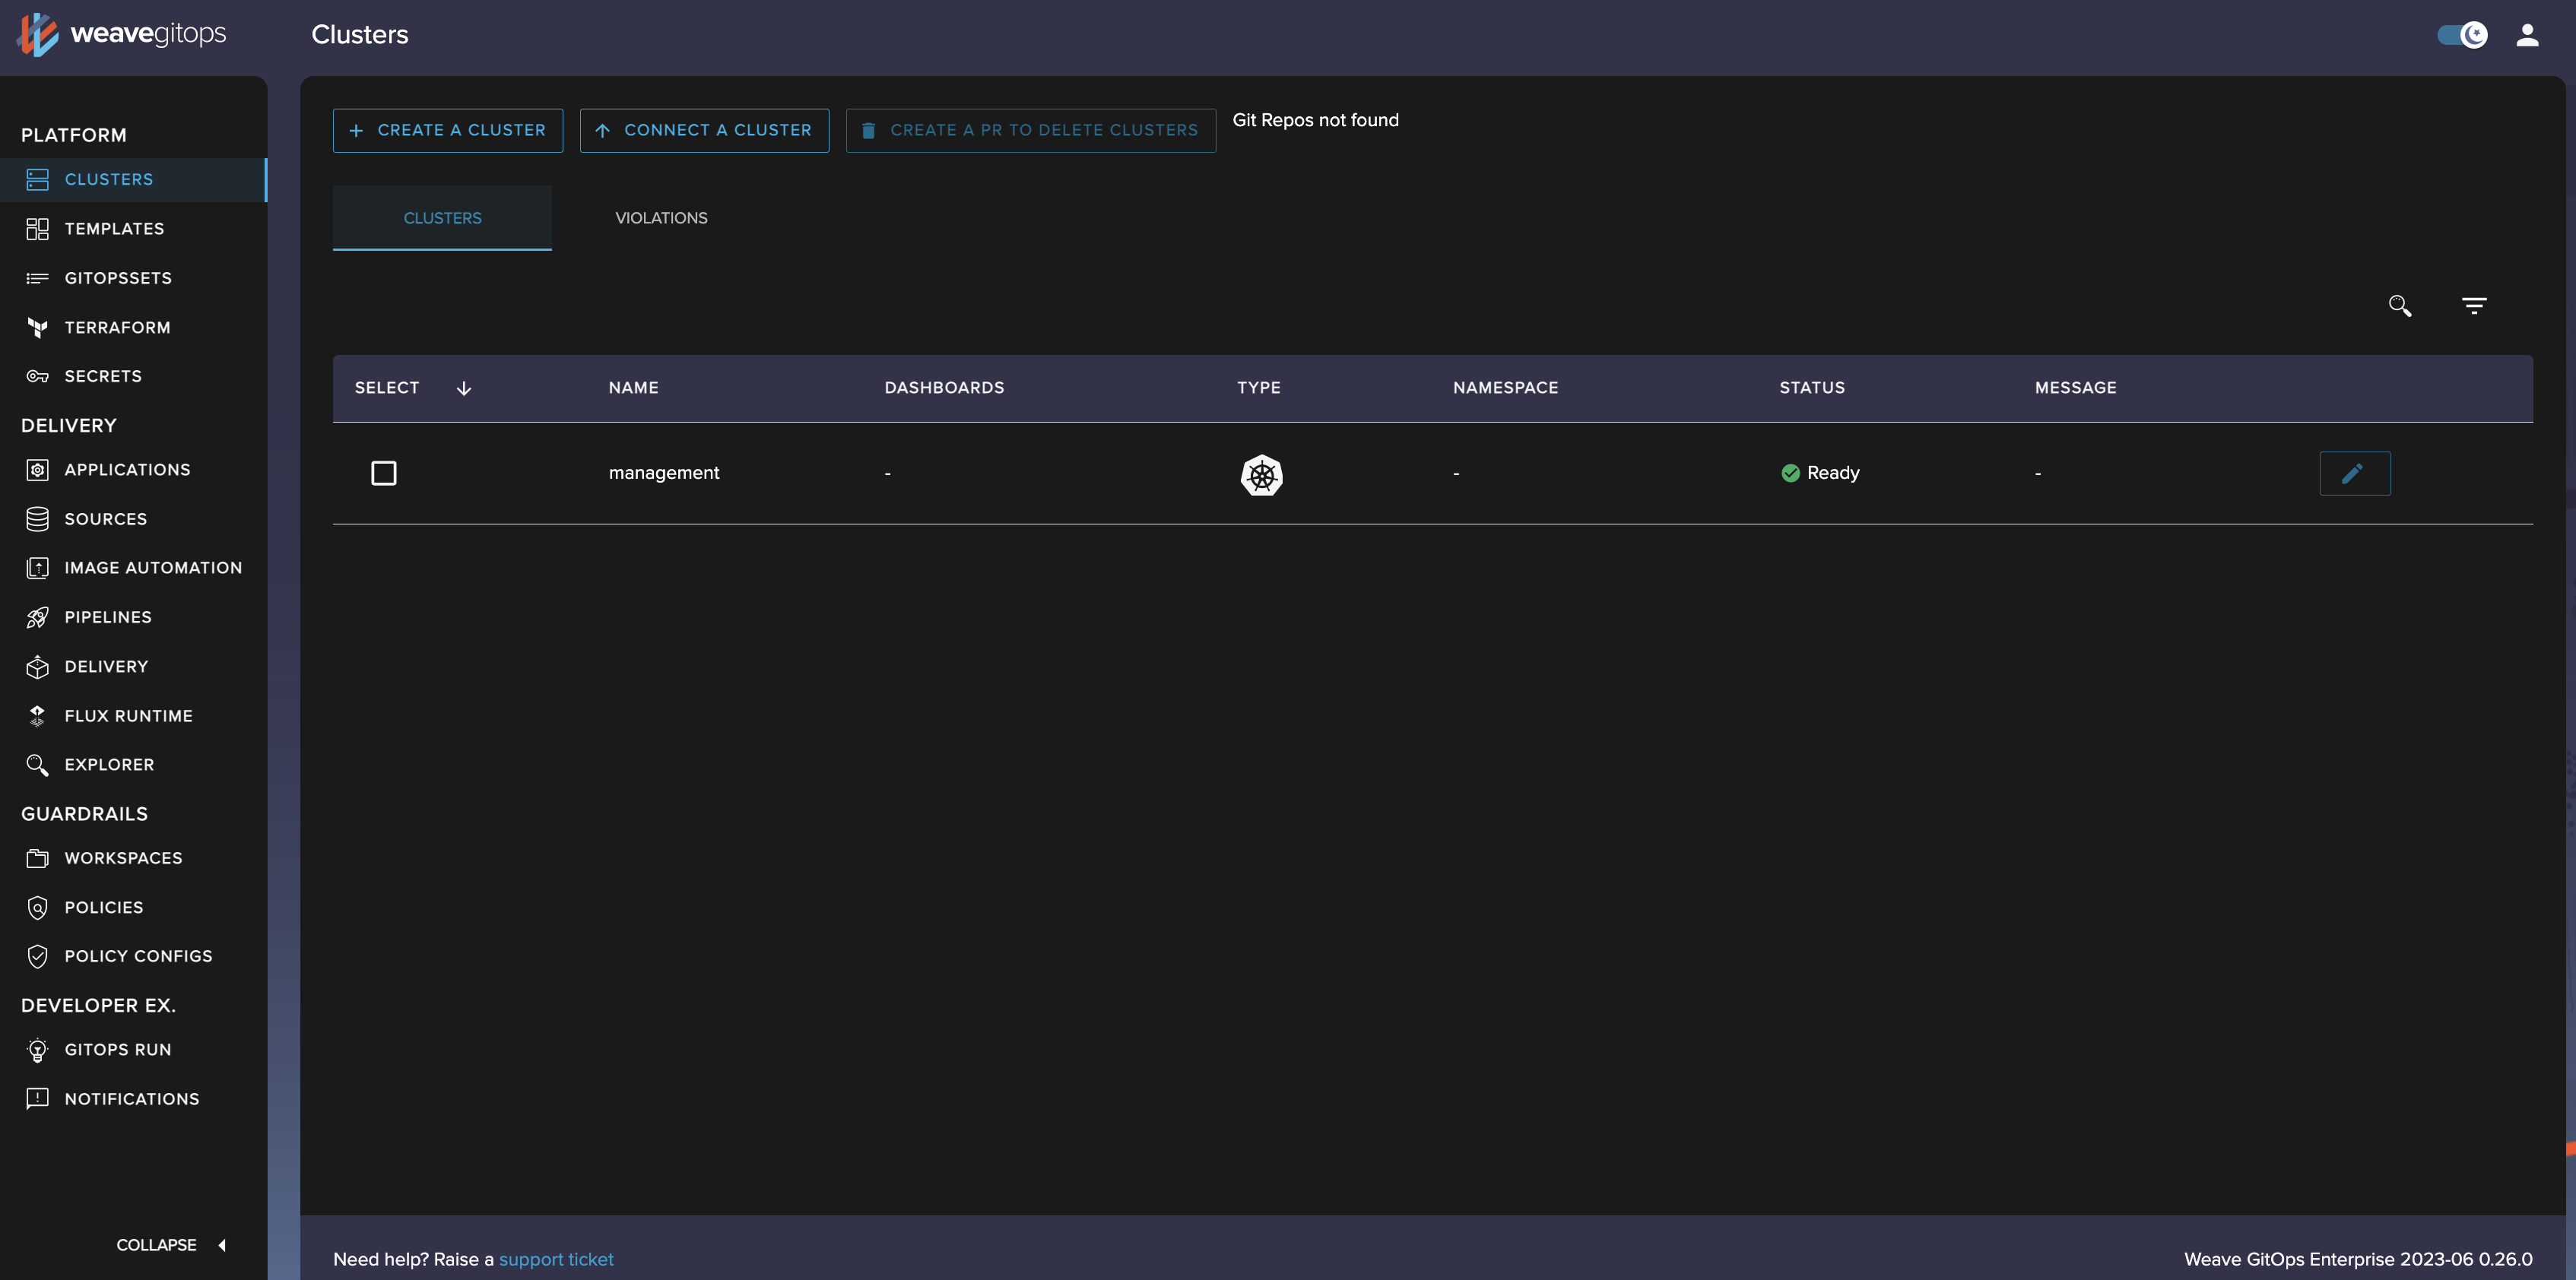 weavegitops
Clusters
PLATFORM
CLUSTERS
TEMPLATES
GITOPSSETS
TERRAFORM
SECRETS
DELIVERY
APPLICATIONS
SOURCES
IMAGE AUTOMATION
PIPELINES
DELIVERY
FLUX RUNTIME
EXPLORER
GUARDRAILS
WORKSPACES
POLICIES
POLICY CONFIGS
DEVELOPER EX.
GITOPS RUN
NOTIFICATIONS
COLLAPSE
CREATE A CLUSTER CONNECT A CLUSTER CREATE A PR TO DELETE CLUSTERS Git Repos not found
CLUSTERS VIOLATIONS
SELECT NAME DASHBOARDS TYPE NAMESPACE STATUS MESSAGE
management - - Ready -
Need help? Raise a support ticket
Weave GitOps Enterprise 2023-06 0.26.0